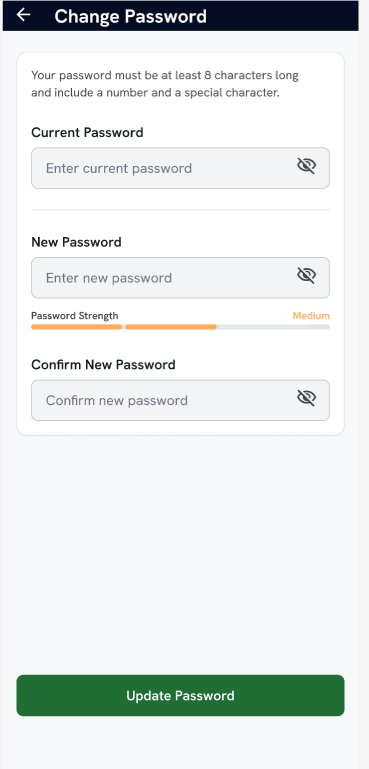 Change Password
Your password must be at least 8 characters long
and include a number and a special character.
Current Password
Enter current password
New Password
Enter new password
Password Strength
Medium
Confirm New Password
Confirm new password
Update Password